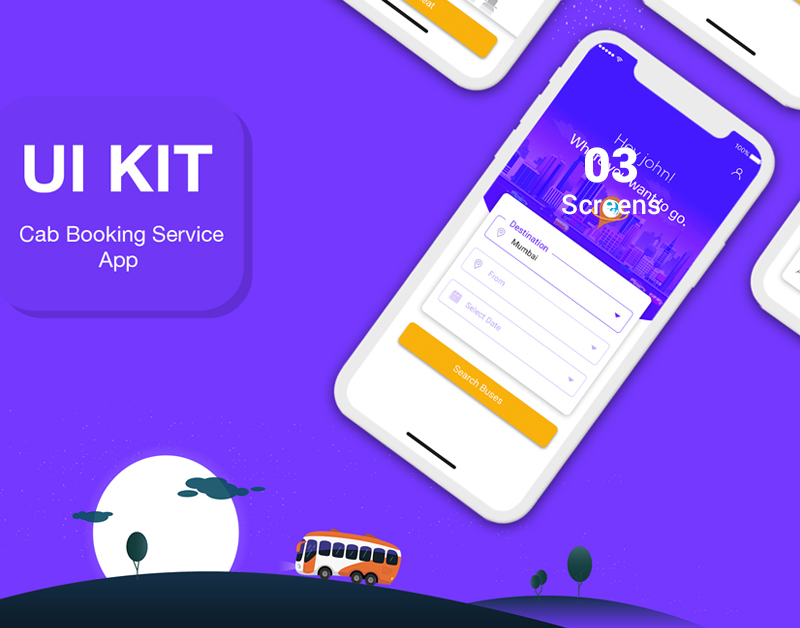 UI KIT
Cab Booking Service
App
eat
100%
Hey john!
Where you want to go.
03
Screens
Destination
Mumbai
From
Select Date
Search Buses